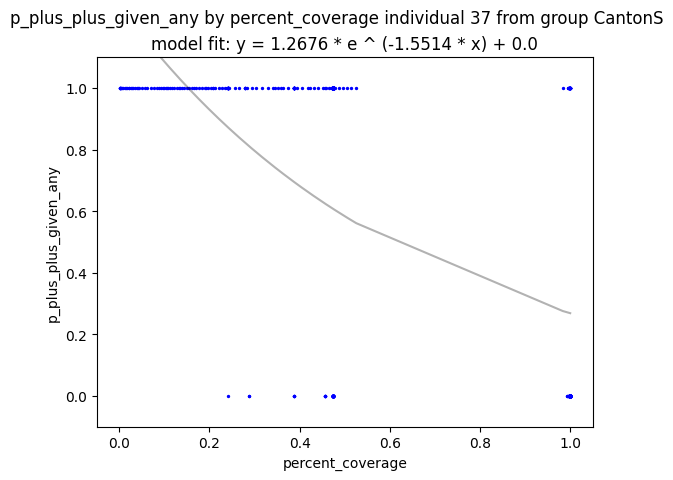 p_plus_plus_given_any by percent_coverage individual 37 from group CantonS
model fit: y = 1.2676 * e ^ (-1.5514 * x) + 0.0
1.0
0.8
0.6
0.4
0.2
0.0
p_plus_plus_given_any
0.0 0.2 0.4 0.6 0.8 1.0
percent_coverage